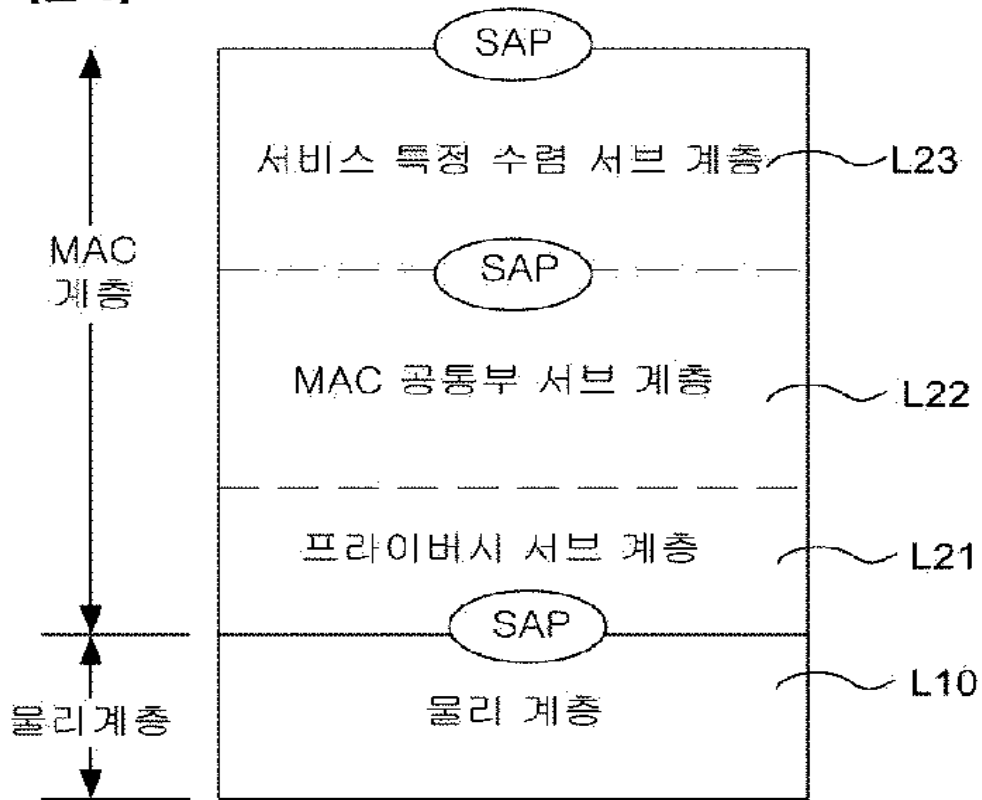 SAP
서비스 특정 수렴 서브 계층
L23
MAC
계층
SAP
MAC 공통부 서브 계층
L22
프라이버시 서브 계층
L21
SAP
물리 계층
L10
물리계층